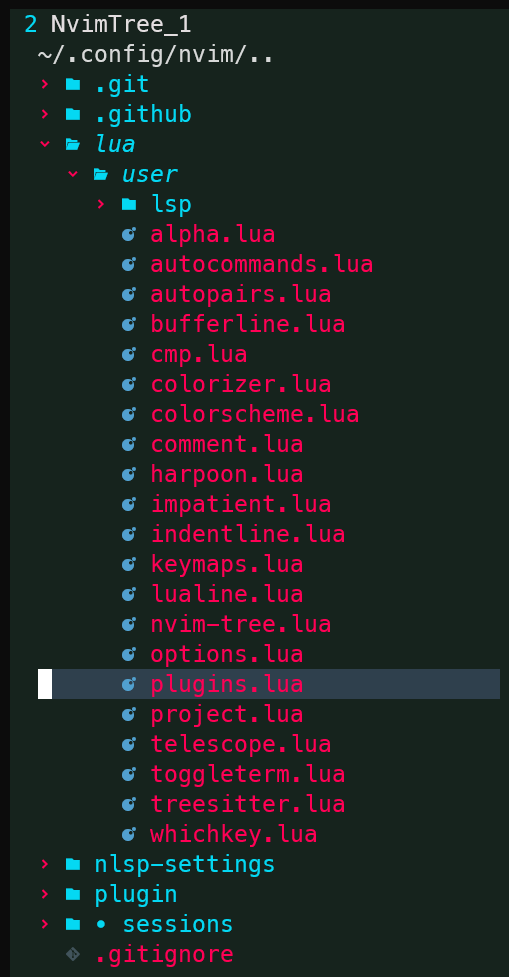 2 NvimTree_1
~/.config/nvim/..
.git
.github
lua
user
lsp
alpha.lua
autocommands.lua
autopairs.lua
bufferline.lua
cmp.lua
colorizer.lua
colorscheme.lua
comment.lua
harpoon.lua
impatient.lua
indentline.lua
keymaps.lua
lualine.lua
nvim-tree.lua
options.lua
plugins.lua
project.lua
telescope.lua
toggleterm.lua
treesitter.lua
whichkey.lua
nlsp-settings
plugin
• sessions
.gitignore